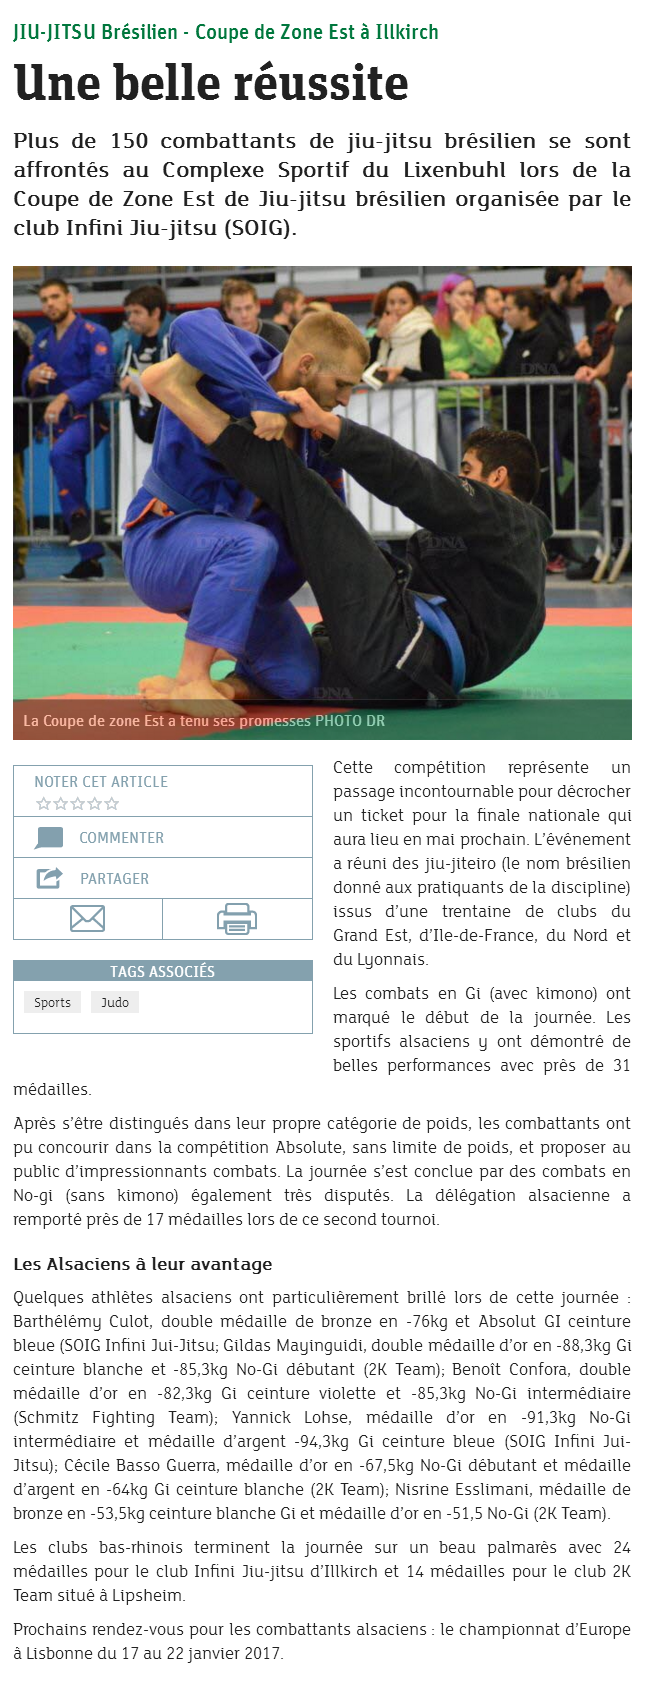 JIU-JITSU Brésilien - Coupe de Zone Est à Illkirch
Une belle réussite
Plus de 150 combattants de jiu-jitsu brésilien se sont
affrontés au Complexe Sportif du Lixenbuhl lors de la
Coupe de Zone Est de Jiu-jitsu brésilien organisée par le
club Infini Jiu-jitsu (SOIG).
DNA
DNA
DNA
DNA
La Coupe de zone Est a tenu ses promesses PHOTO DR
NOTER CET ARTICLE
COMMENTER
PARTAGER
TAGS ASSOCIÉS
Sports Judo
Cette compétition représente un
passage incontournable pour décrocher
un ticket pour la finale nationale qui
aura lieu en mai prochain. L'événement
a réuni des jiu-jiteiro (le nom brésilien
donné aux pratiquants de la discipline)
issus d'une trentaine de clubs du
Grand Est, d'Ile-de-France, du Nord et
du Lyonnais.
Les combats en Gi (avec kimono) ont
marqué le début de la journée. Les
sportifs alsaciens y ont démontré de
belles performances avec près de 31
médailles.
Après s'être distingués dans leur propre catégorie de poids, les combattants ont
pu concourir dans la compétition Absolute, sans limite de poids, et proposer au
public d'impressionnants combats. La journée s'est conclue par des combats en
No-gi (sans kimono) également très disputés. La délégation alsacienne a
remporté près de 17 médailles lors de ce second tournoi.
Les Alsaciens à leur avantage
Quelques athlètes alsaciens ont particulièrement brillé lors de cette journée :
Barthélémy Culot, double médaille de bronze en -76kg et Absolut GI ceinture
bleue (SOIG Infini Jui-Jitsu; Gildas Mayinguidi, double médaille d'or en -88,3kg Gi
ceinture blanche et -85,3kg No-Gi débutant (2K Team); Benoît Confora, double
médaille d'or en -82,3kg Gi ceinture violette et -85,3kg No-Gi intermédiaire
(Schmitz Fighting Team); Yannick Lohse, médaille d'or en -91,3kg No-Gi
intermédiaire et médaille d'argent -94,3kg Gi ceinture bleue (SOIG Infini Jui-
Jitsu); Cécile Basso Guerra, médaille d'or en -67,5kg No-Gi débutant et médaille
d'argent en -64kg Gi ceinture blanche (2K Team); Nisrine Esslimani, médaille de
bronze en -53,5kg ceinture blanche Gi et médaille d'or en -51,5 No-Gi (2K Team).
Les clubs bas-rhinois terminent la journée sur un beau palmarès avec 24
médailles pour le club Infini Jiu-jitsu d'Illkirch et 14 médailles pour le club 2K
Team situé à Lipsheim.
Prochains rendez-vous pour les combattants alsaciens : le championnat d'Europe
à Lisbonne du 17 au 22 janvier 2017.